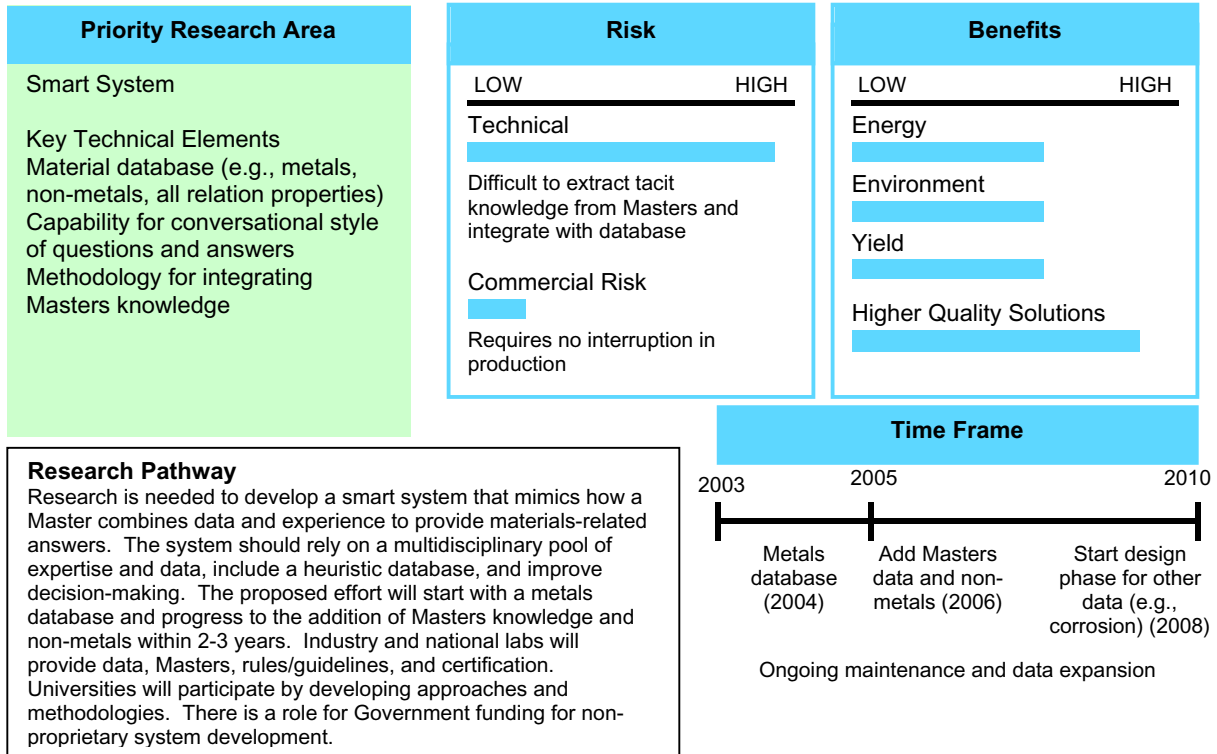 Priority Research Area
Smart System
Key Technical Elements
Material database (e.g., metals,
non-metals, all relation properties)
Capability for conversational style
of questions and answers
Methodology for integrating
Masters knowledge
Risk
LOW HIGH
Technical
Difficult to extract tacit
knowledge from Masters and
integrate with database
Commercial Risk
Requires no interruption in
production
Benefits
LOW HIGH
Energy
Environment
Yield
Higher Quality Solutions
Research Pathway
Research is needed to develop a smart system that mimics how a
Master combines data and experience to provide materials-related
answers.  The system should rely on a multidisciplinary pool of
expertise and data, include a heuristic database, and improve
decision-making.  The proposed effort will start with a metals
database and progress to the addition of Masters knowledge and
non-metals within 2-3 years.  Industry and national labs will
provide data, Masters, rules/guidelines, and certification.
Universities will participate by developing approaches and
methodologies.  There is a role for Government funding for non-
proprietary system development.
Time Frame
2003 2005 2010
Metals
database
(2004)
Add Masters
data and non-
metals (2006)
Start design
phase for other
data (e.g.,
corrosion) (2008)
Ongoing maintenance and data expansion